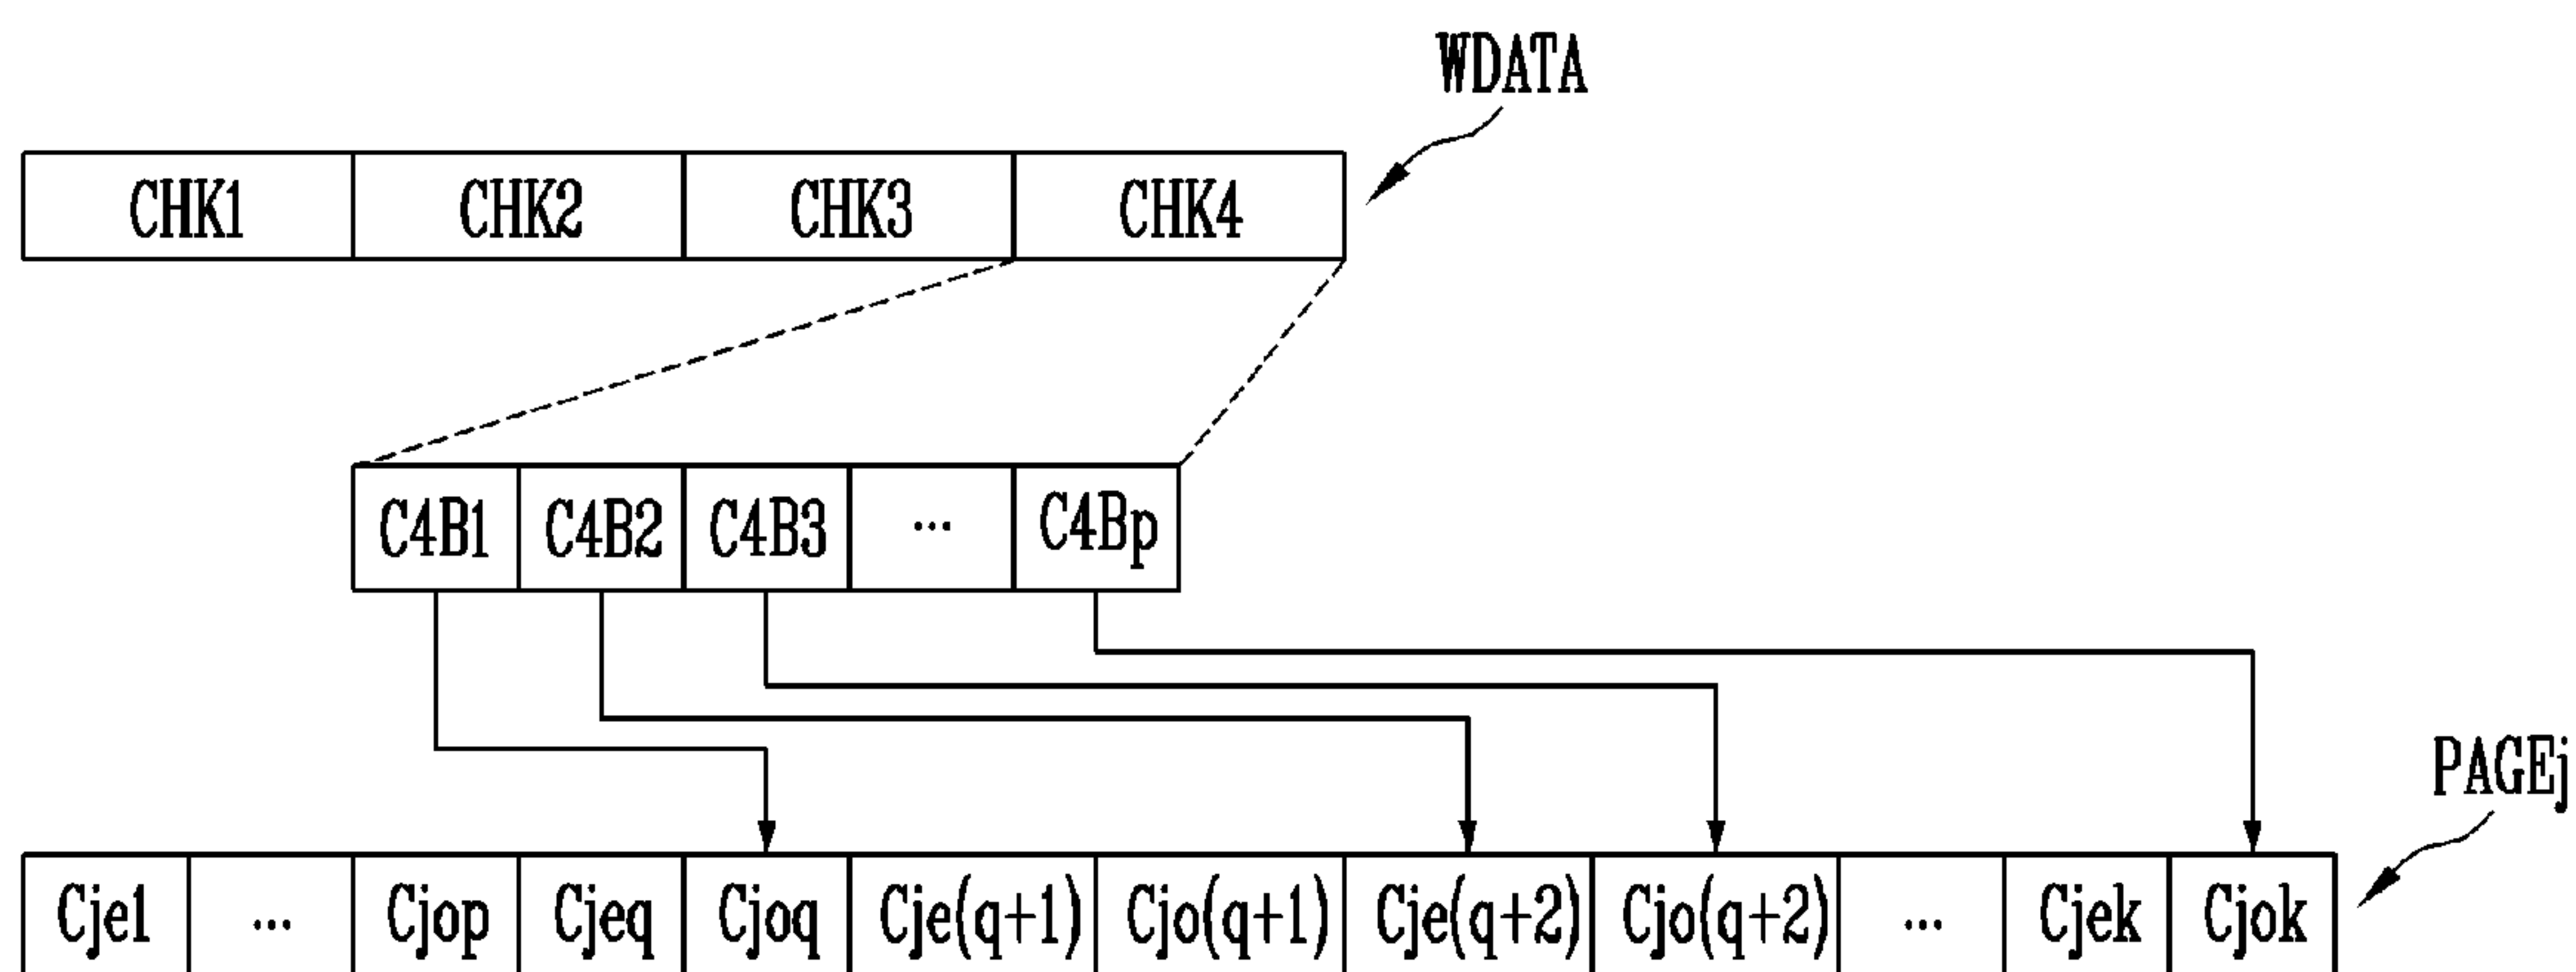 WDATA
CHK1 CHK2 CHK3 CHK4
C4B1 C4B2 C4B3 ... C4Bp
PAGEj
Cje1 ... Cjop Cjeq Cjoq Cje(q+1) Cjo(q+1) Cje(q+2) Cjo(q+2) ... Cjek Cjok